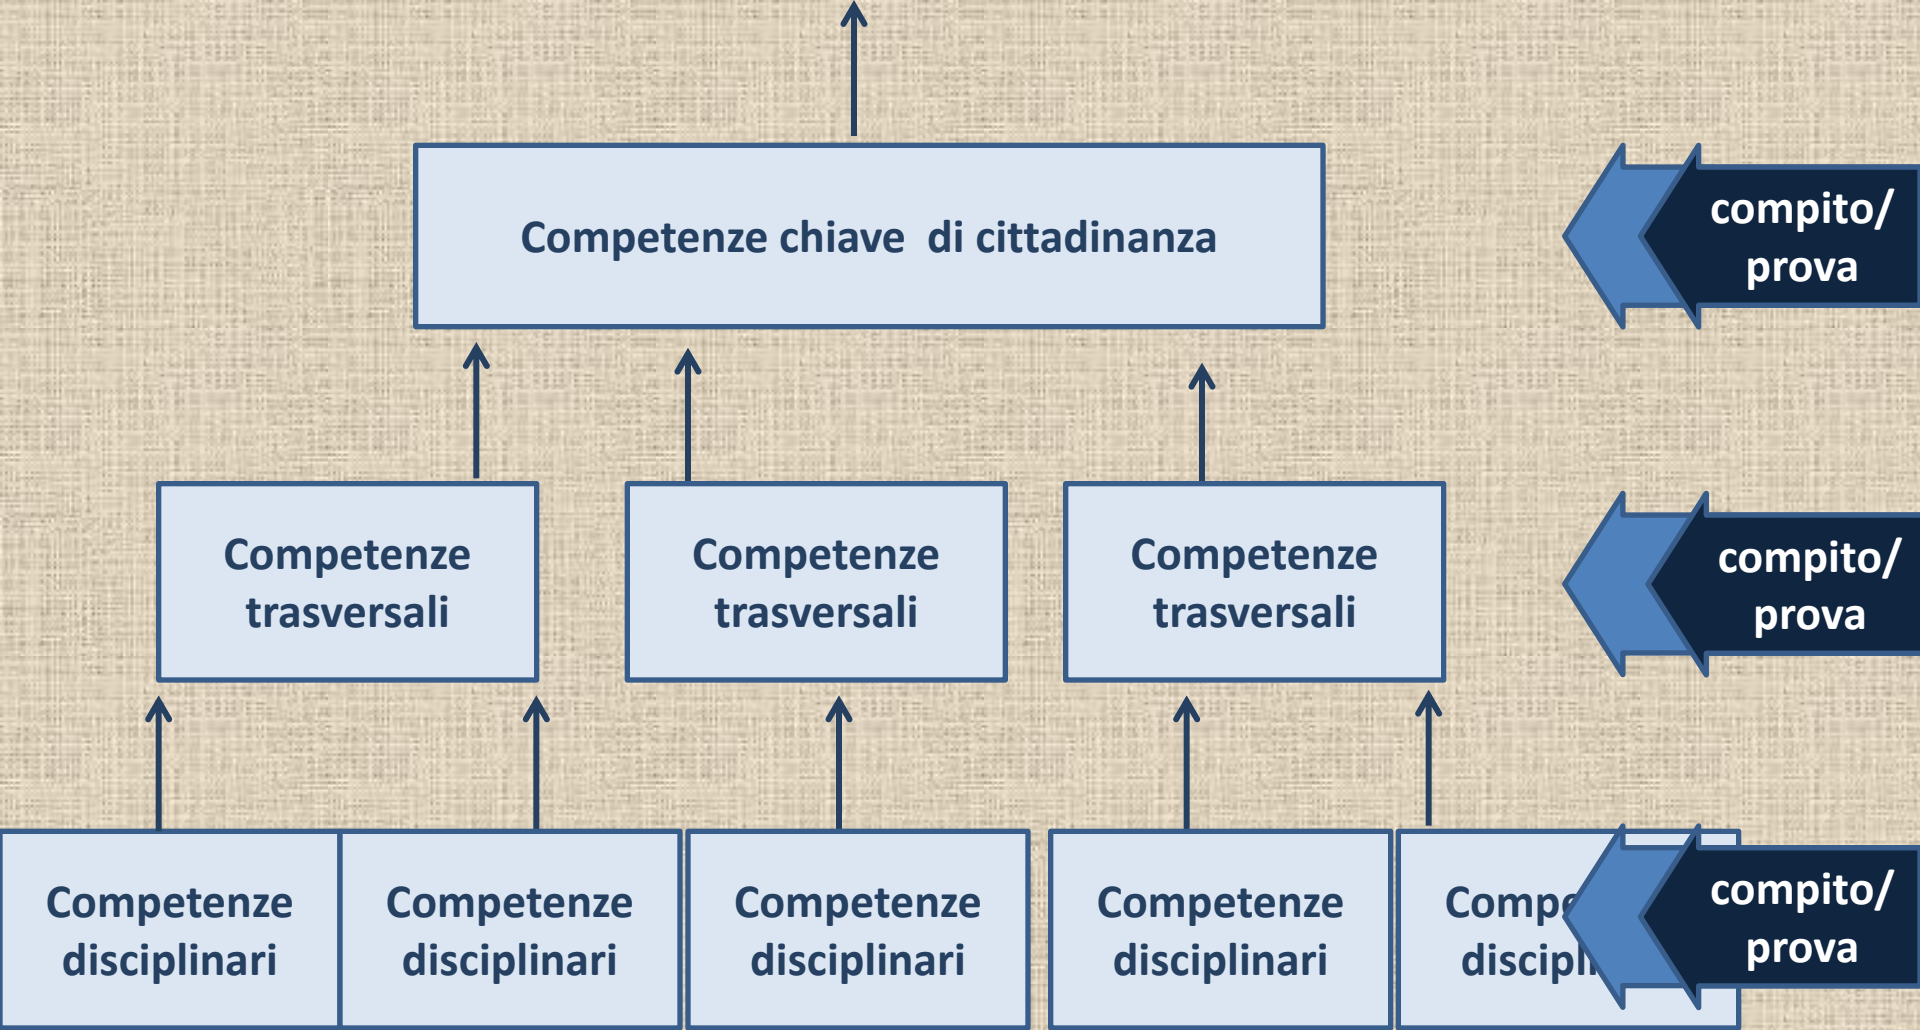 Competenze chiave  di cittadinanza
compito/
prova
Competenze
trasversali
Competenze
trasversali
Competenze
trasversali
compito/
prova
Competenze
disciplinari
Competenze
disciplinari
Competenze
disciplinari
Competenze
disciplinari
compito/
prova